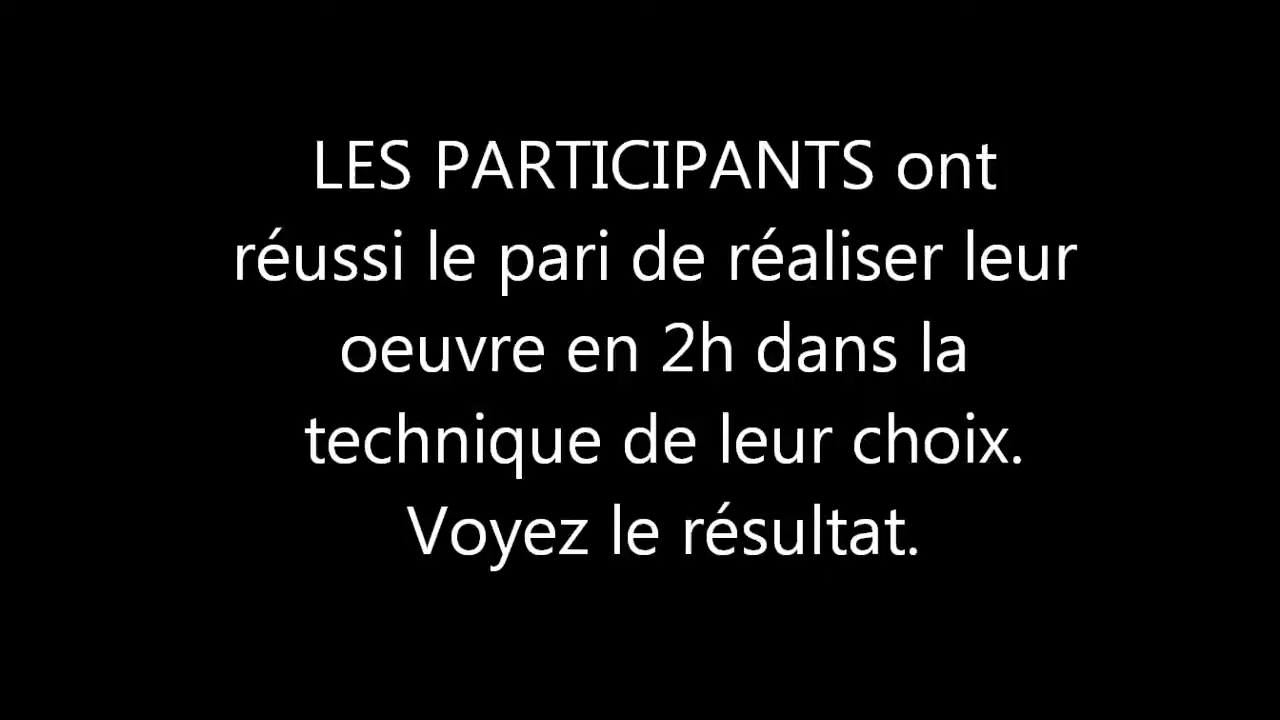 LES PARTICIPANTS ont
réussi le pari de réaliser leur
oeuvre en 2h dans la
technique de leur choix.
Voyez le résultat.